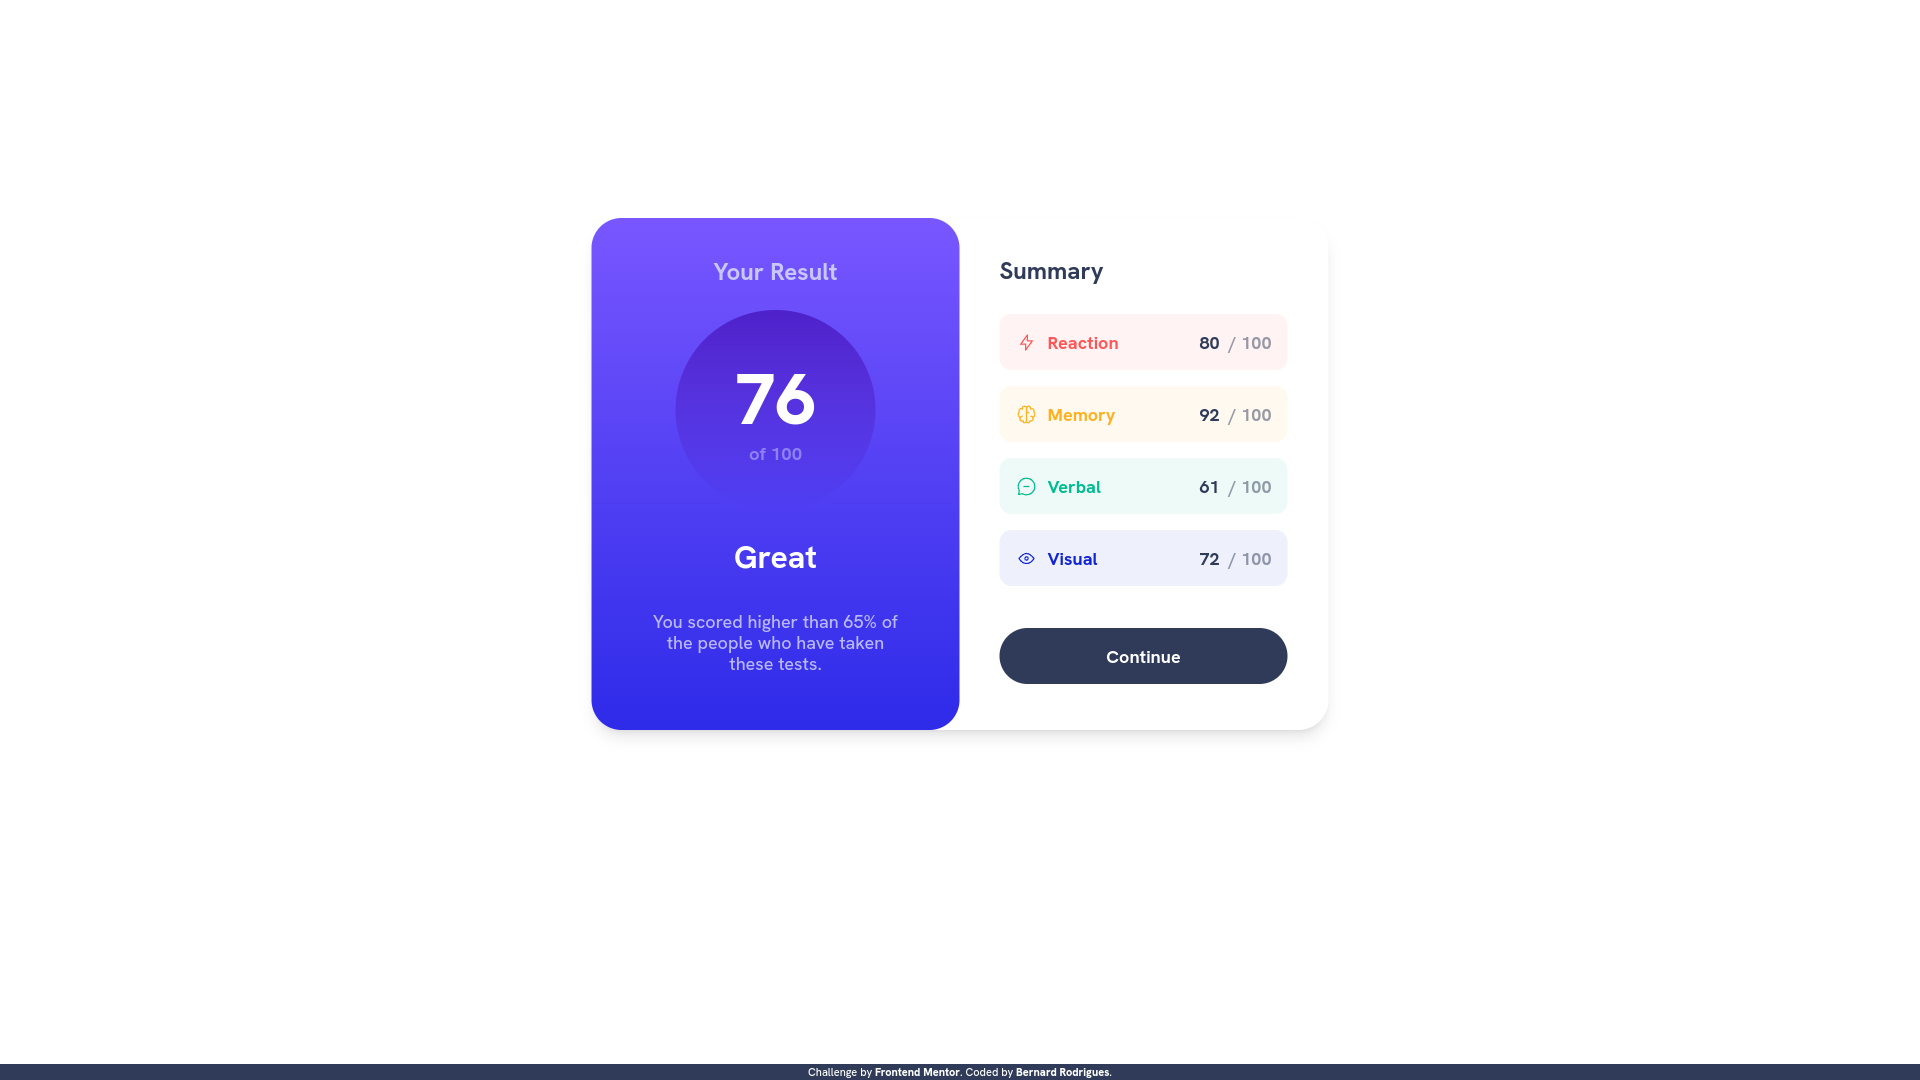 Your Result
76
of 100
Great
You scored higher than 65% of
the people who have taken
these tests.
Summary
Reaction 80 / 100
Memory 92 / 100
Verbal 61 / 100
Visual 72 / 100
Continue
Challenge by Frontend Mentor. Coded by Bernard Rodrigues.